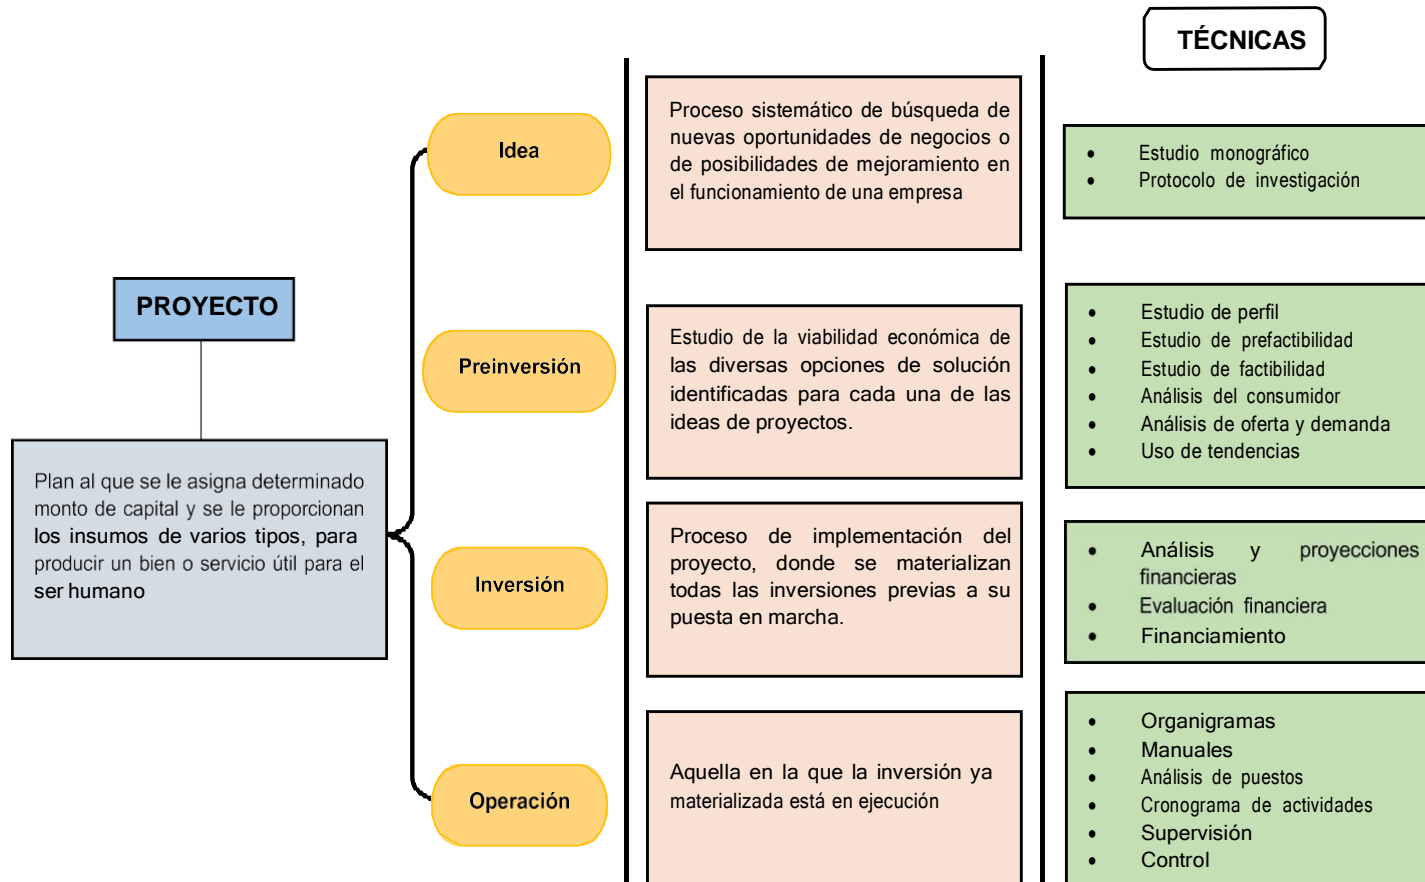 TÉCNICAS
PROYECTO
Plan al que se le asigna determinado
monto de capital y se le proporcionan
los insumos de varios tipos, para
producir un bien o servicio útil para el
ser humano
Idea
Proceso sistemático de búsqueda de
nuevas oportunidades de negocios o
de posibilidades de mejoramiento en
el funcionamiento de una empresa
• Estudio monográfico
• Protocolo de investigación
Preinversión
Estudio de la viabilidad económica de
las diversas opciones de solución
identificadas para cada una de las
ideas de proyectos.
• Estudio de perfil
• Estudio de prefactibilidad
• Estudio de factibilidad
• Análisis del consumidor
• Análisis de oferta y demanda
• Uso de tendencias
Inversión
Proceso de implementación del
proyecto, donde se materializan
todas las inversiones previas a su
puesta en marcha.
• Análisis y proyecciones
financieras
• Evaluación financiera
• Financiamiento
Operación
Aquella en la que la inversión ya
materializada está en ejecución
• Organigramas
• Manuales
• Análisis de puestos
• Cronograma de actividades
• Supervisión
• Control